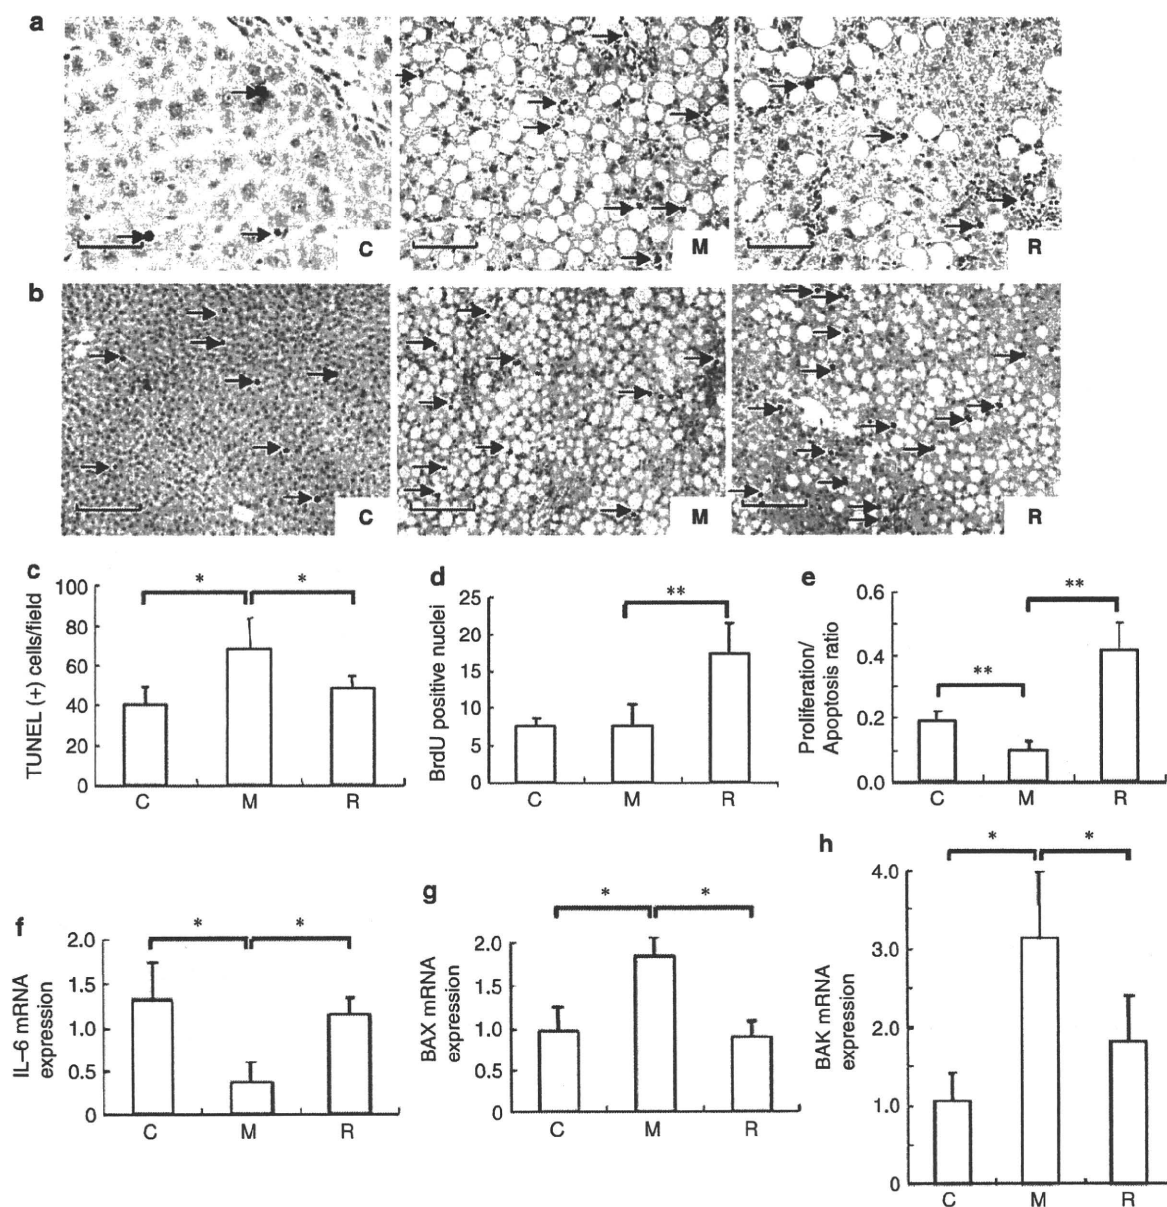 a
C
M
R
b
C
M
R
c
TUNEL (+) cells/field
100
80
60
40
20
0
* *
C M R
d
BrdU positive nuclei
25
20
15
10
5
0
**
C M R
e
Proliferation/
Apoptosis ratio
0.6
0.4
0.2
0.0
**
**
C M R
f
IL–6 mRNA
expression
2.0
1.5
1.0
0.5
0
* *
C M R
g
BAX mRNA
expression
2.0
1.5
1.0
0.5
0
* *
C M R
h
BAK mRNA
expression
4.0
3.0
2.0
1.0
0
* *
C M R